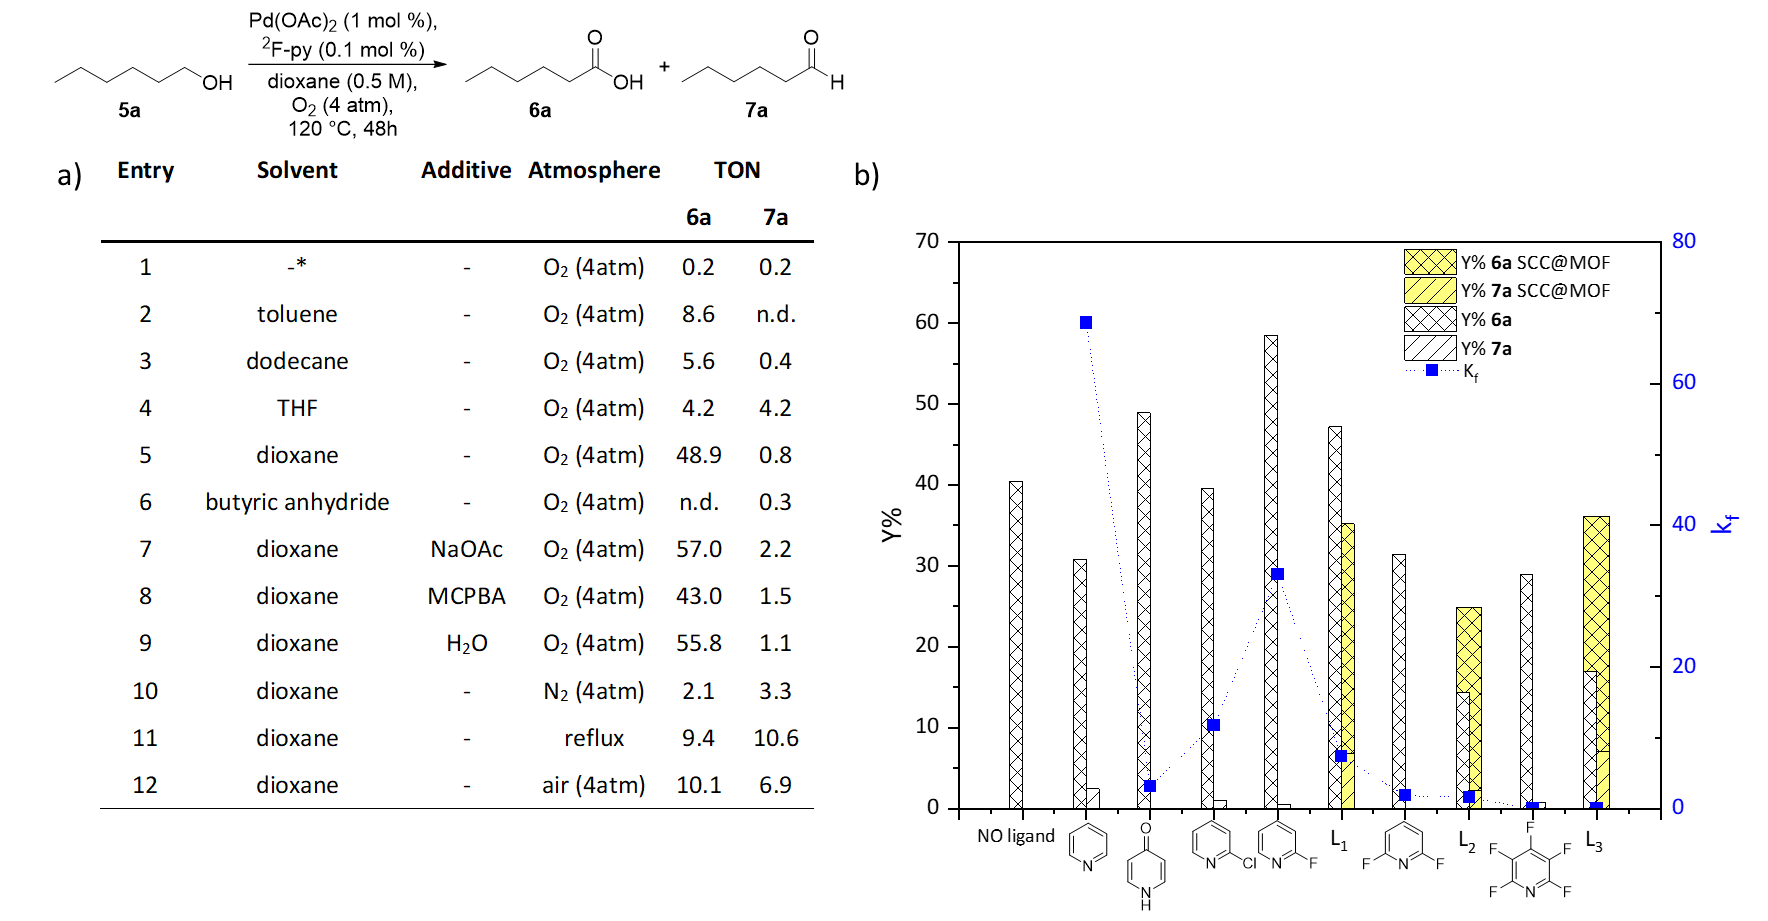 Pd(OAc)₂ (1 mol %),
²F-py (0.1 mol %)
dioxane (0.5 M),
O₂ (4 atm),
120 °C, 48h
OH
5a
O
OH
6a
+
O
H
7a
a)
Entry Solvent Additive Atmosphere TON
6a 7a
1 -* - O₂ (4atm) 0.2 0.2
2 toluene - O₂ (4atm) 8.6 n.d.
3 dodecane - O₂ (4atm) 5.6 0.4
4 THF - O₂ (4atm) 4.2 4.2
5 dioxane - O₂ (4atm) 48.9 0.8
6 butyric anhydride - O₂ (4atm) n.d. 0.3
7 dioxane NaOAc O₂ (4atm) 57.0 2.2
8 dioxane MCPBA O₂ (4atm) 43.0 1.5
9 dioxane H₂O O₂ (4atm) 55.8 1.1
10 dioxane - N₂ (4atm) 2.1 3.3
11 dioxane - reflux 9.4 10.6
12 dioxane - air (4atm) 10.1 6.9
b)
Y%
70
60
50
40
30
20
10
0
Y% 6a SCC@MOF
Y% 7a SCC@MOF
Y% 6a
Y% 7a
K_f
80
60
40
20
0
k_f
NO ligand
N
O
N
H
N Cl
N F
L₁
F N F
L₂
F
F F
F N F
L₃